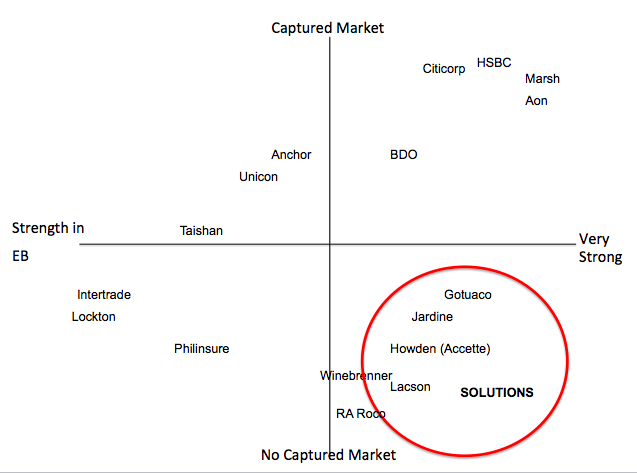 Captured Market
HSBC
Citicorp
Marsh
Aon
Anchor
BDO
Unicon
Strength in
EB
Taishan
Very
Strong
Intertrade
Gotuaco
Lockton
Jardine
Philinsure
Howden (Accette)
Winebrenner
Lacson
SOLUTIONS
RA Roco
No Captured Market